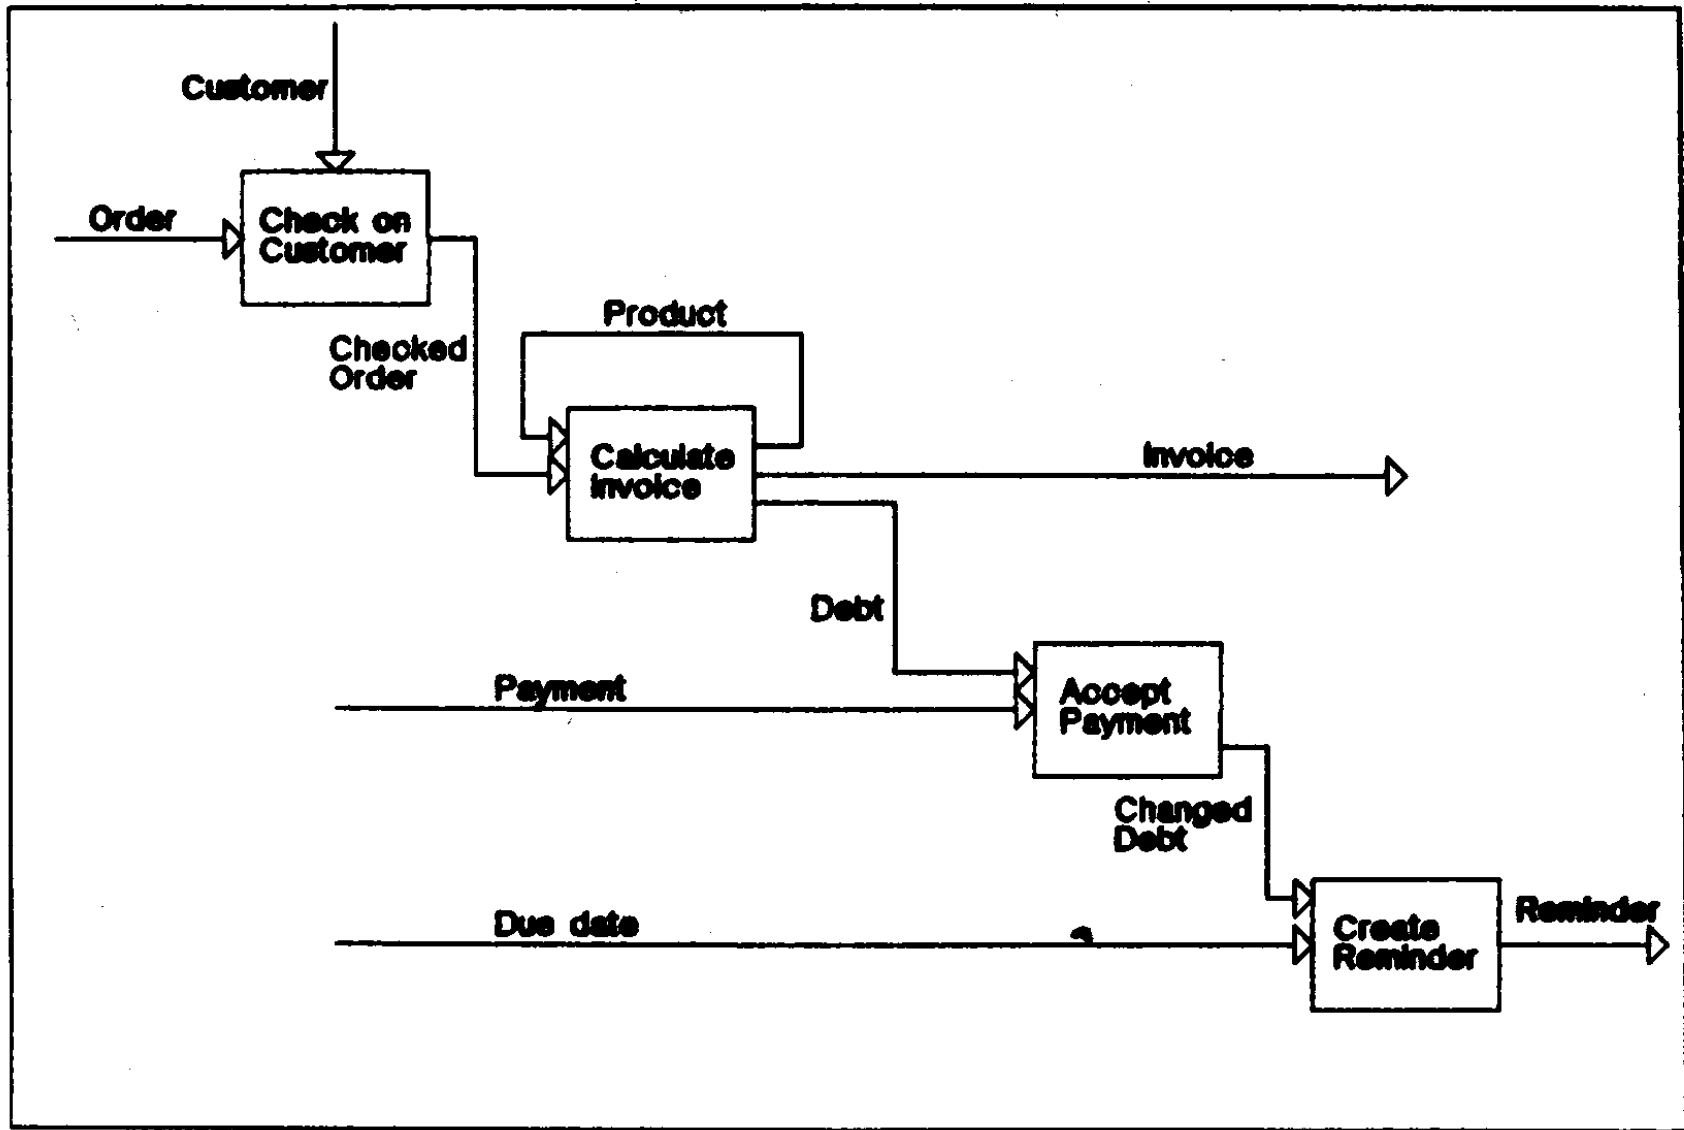 Customer
Order
Check on
Customer
Product
Checked
Order
Calculate
Invoice
Invoice
Debt
Payment
Accept
Payment
Changed
Debt
Due date
Create
Reminder
Reminder